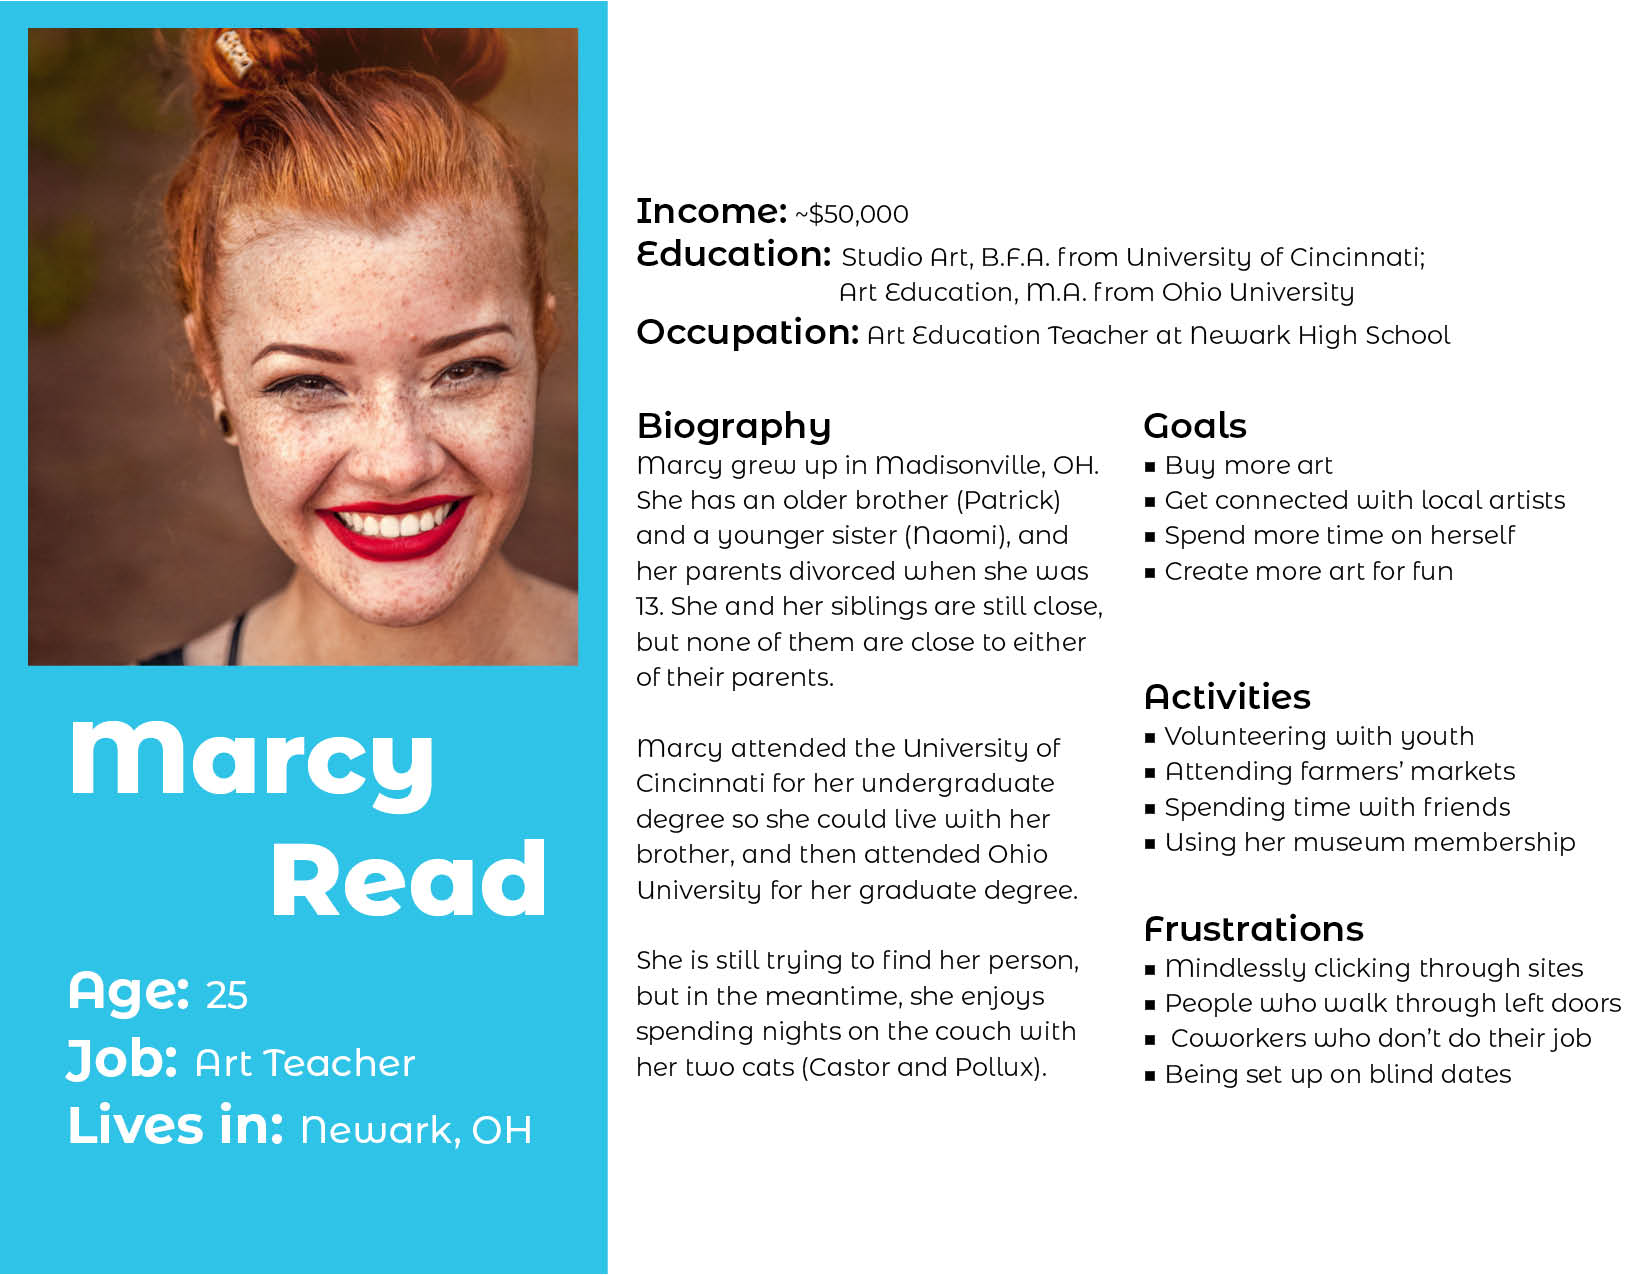 Marcy
Read
Age: 25
Job: Art Teacher
Lives in: Newark, OH
Income: ~$50,000
Education: Studio Art, B.F.A. from University of Cincinnati;
Art Education, M.A. from Ohio University
Occupation: Art Education Teacher at Newark High School
Biography
Marcy grew up in Madisonville, OH.
She has an older brother (Patrick)
and a younger sister (Naomi), and
her parents divorced when she was
13. She and her siblings are still close,
but none of them are close to either
of their parents.
Marcy attended the University of
Cincinnati for her undergraduate
degree so she could live with her
brother, and then attended Ohio
University for her graduate degree.
She is still trying to find her person,
but in the meantime, she enjoys
spending nights on the couch with
her two cats (Castor and Pollux).
Goals
▪ Buy more art
▪ Get connected with local artists
▪ Spend more time on herself
▪ Create more art for fun
Activities
▪ Volunteering with youth
▪ Attending farmers’ markets
▪ Spending time with friends
▪ Using her museum membership
Frustrations
▪ Mindlessly clicking through sites
▪ People who walk through left doors
▪ Coworkers who don’t do their job
▪ Being set up on blind dates